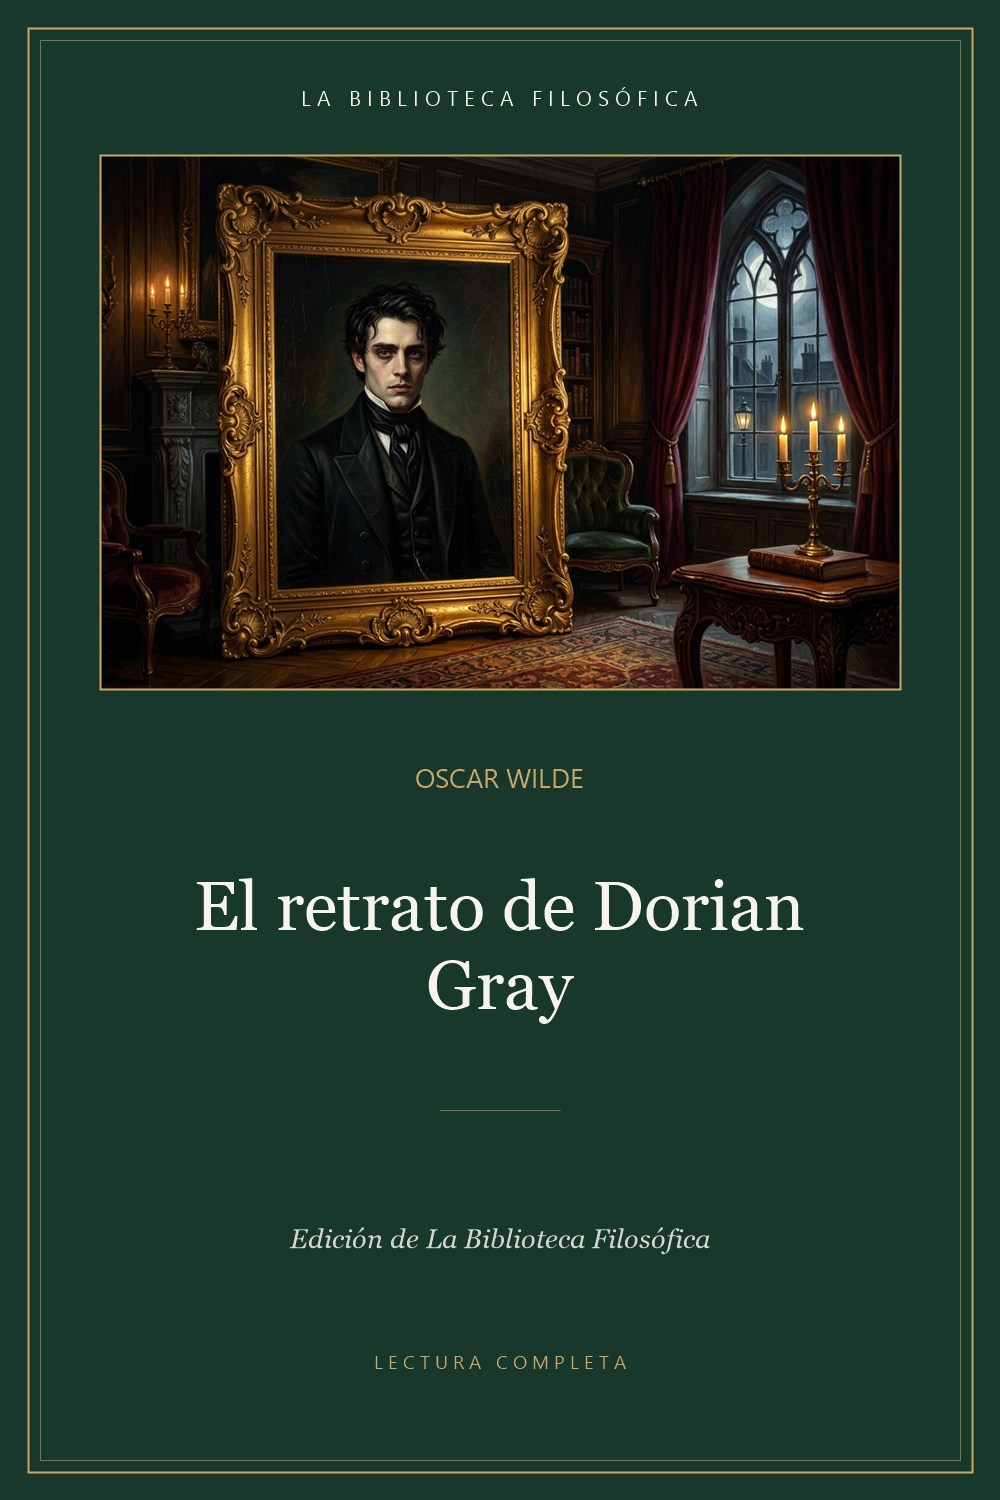 LA BIBLIOTECA FILOSÓFICA
OSCAR WILDE
El retrato de Dorian
Gray
Edición de La Biblioteca Filosófica
LECTURA COMPLETA